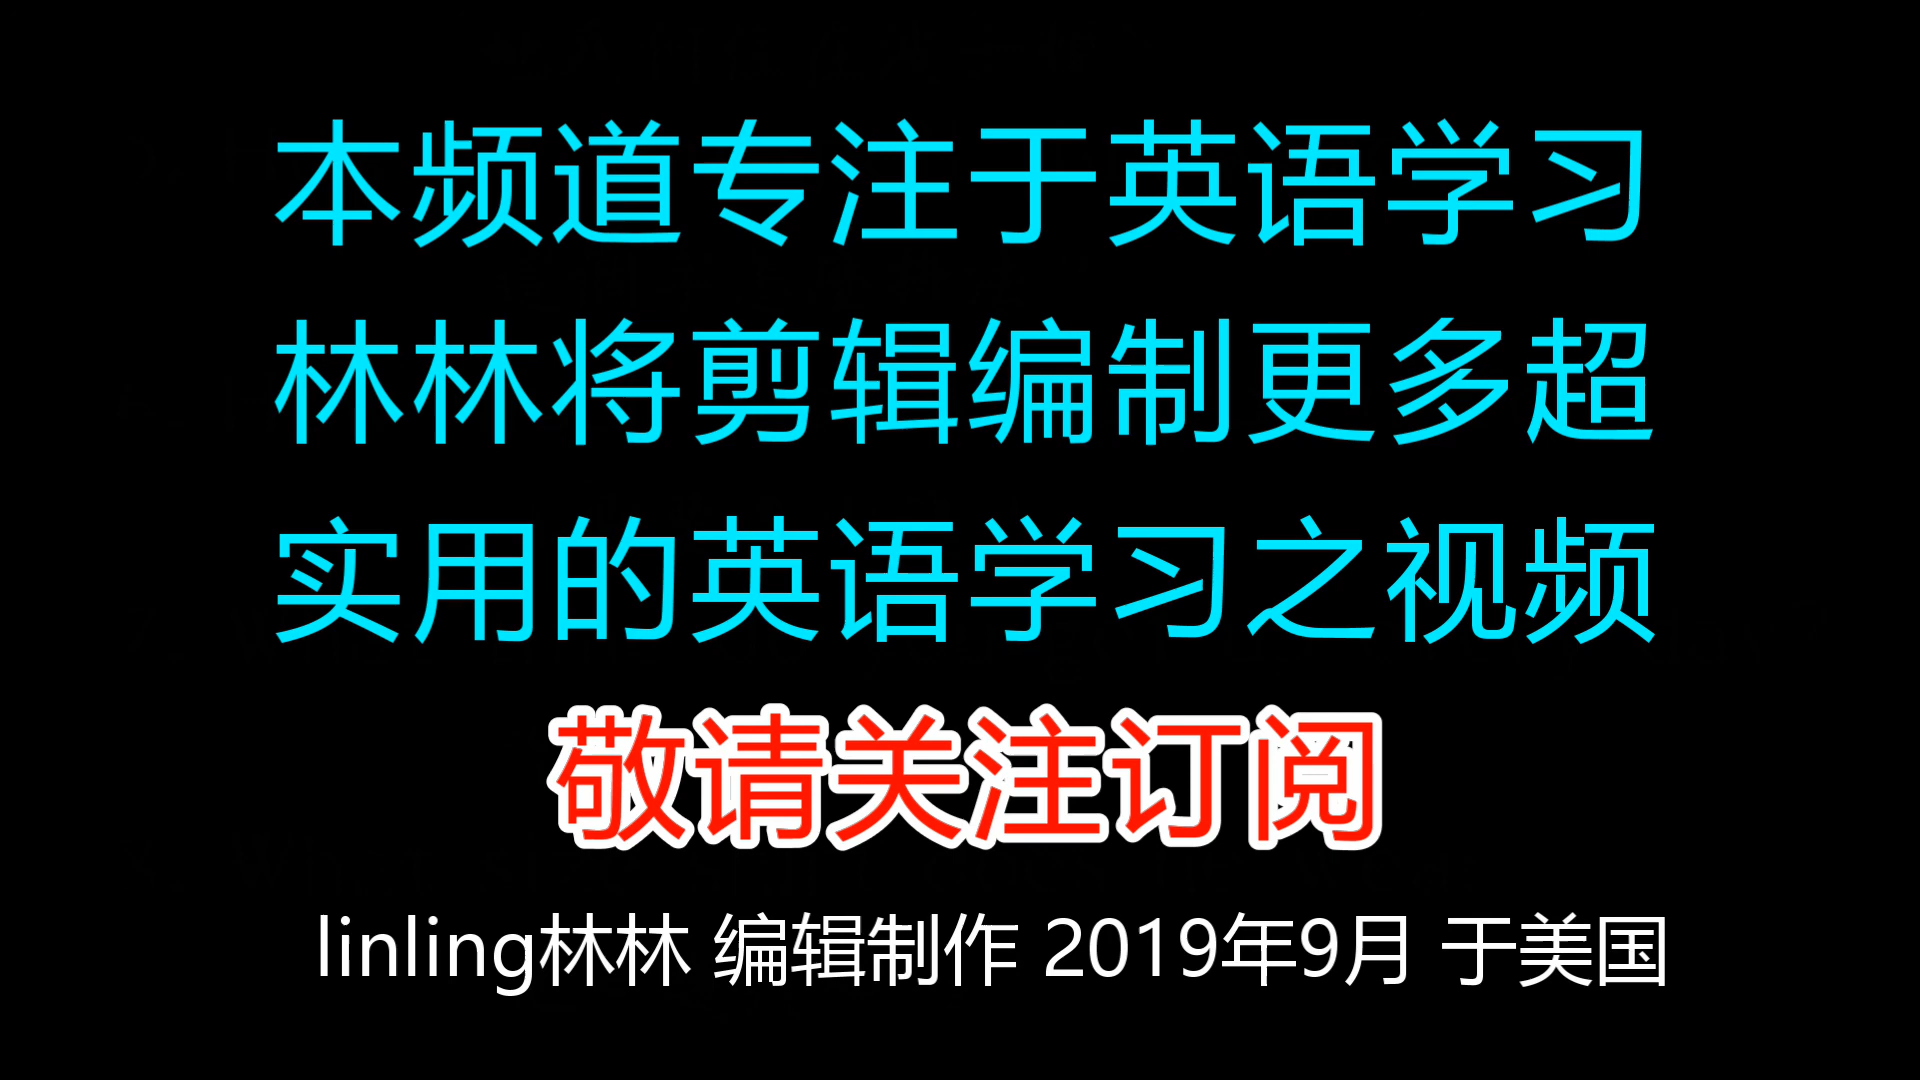 本频道专注于英语学习
林林将剪辑编制更多超
实用的英语学习之视频
敬请关注订阅
linling林林 编辑制作 2019年9月 于美国